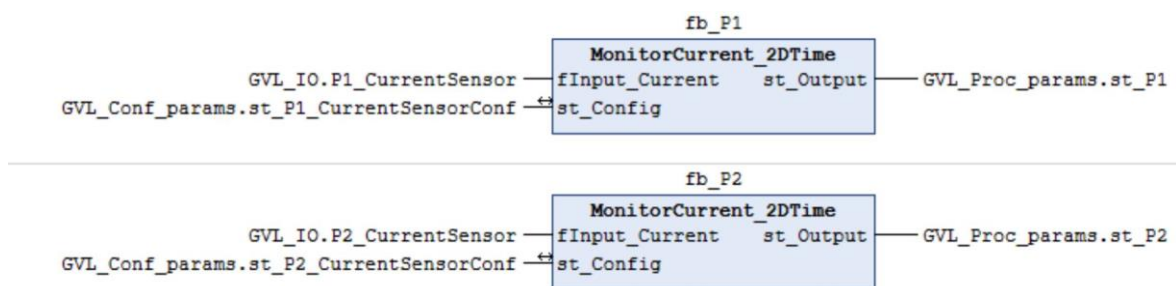 fb_P1
MonitorCurrent_2DTime
GVL_IO.P1_CurrentSensor fInput_Current st_Output GVL_Proc_params.st_P1
GVL_Conf_params.st_P1_CurrentSensorConf st_Config
fb_P2
MonitorCurrent_2DTime
GVL_IO.P2_CurrentSensor fInput_Current st_Output GVL_Proc_params.st_P2
GVL_Conf_params.st_P2_CurrentSensorConf st_Config